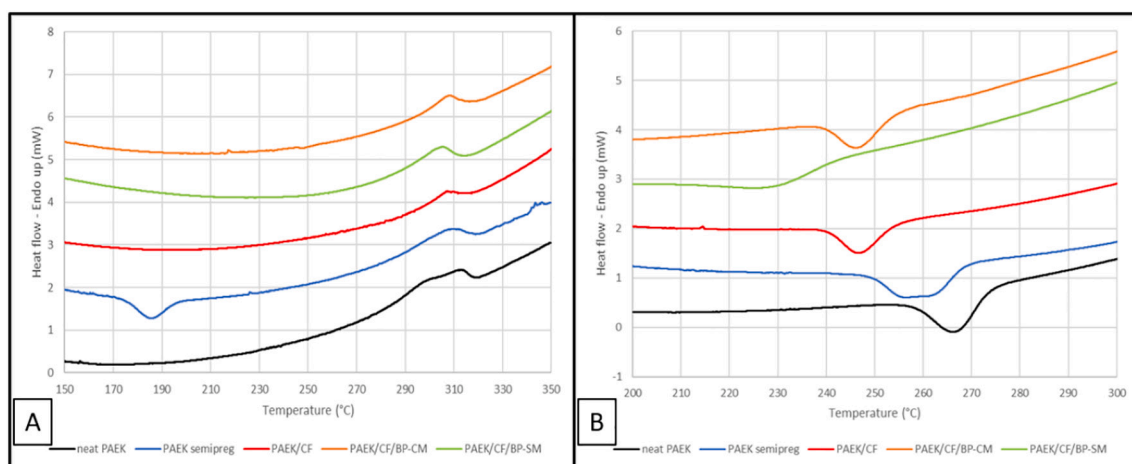 8
7
6
5
4
3
2
1
0
Heat flow - Endo up (mW)
150 170 190 210 230 250 270 290 310 330 350
Temperature (°C)
A
neat PAEK PAEK semipreg PAEK/CF PAEK/CF/BP-CM PAEK/CF/BP-SM
6
5
4
3
2
1
0
-1
Heat flow - Endo up (mW)
200 210 220 230 240 250 260 270 280 290 300
Temperature (°C)
B
neat PAEK PAEK semipreg PAEK/CF PAEK/CF/BP-CM PAEK/CF/BP-SM